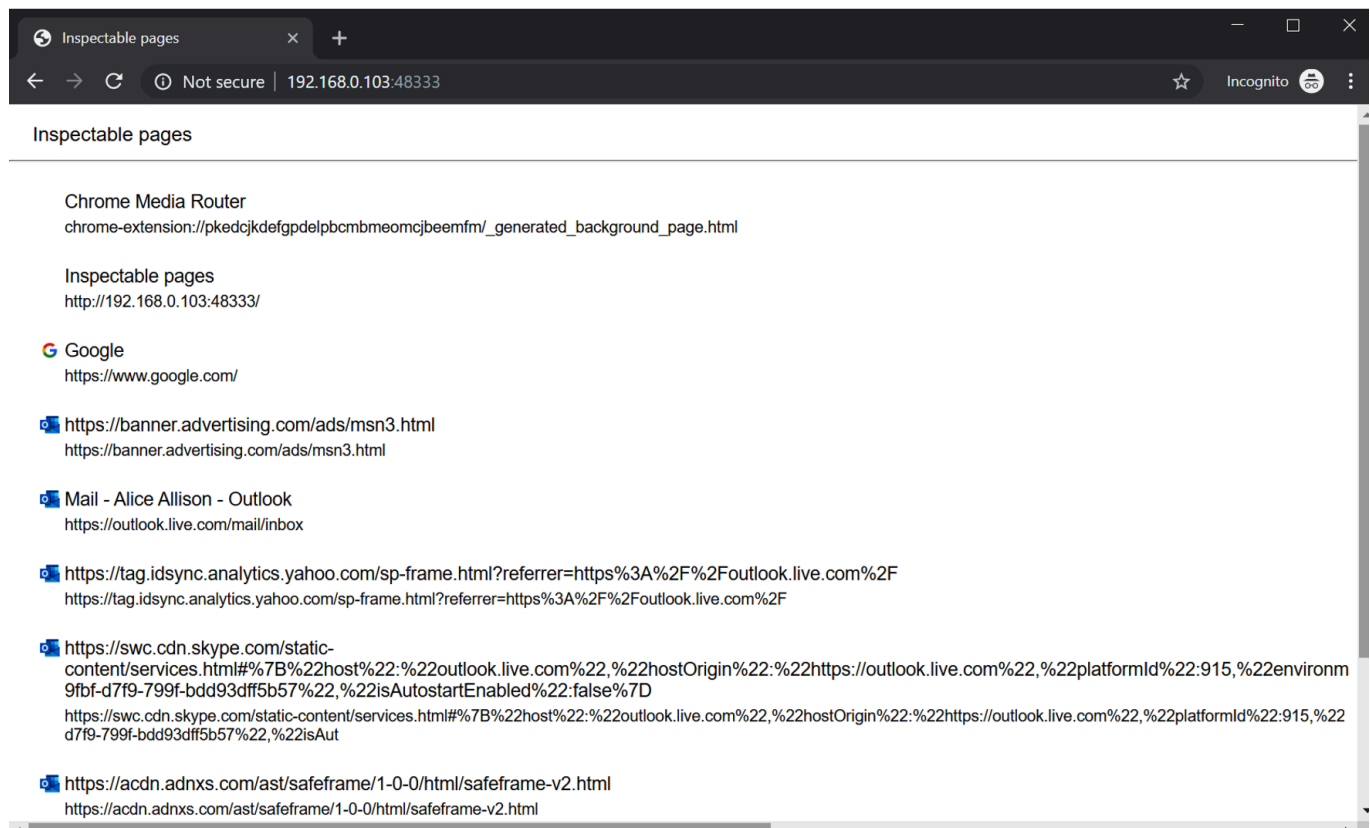 Inspectable pages
Not secure | 192.168.0.103:48333
Incognito
Inspectable pages
Chrome Media Router
chrome-extension://pkedcjkdefgpdelpbcmbmeomcjbeemfm/_generated_background_page.html
Inspectable pages
http://192.168.0.103:48333/
Google
https://www.google.com/
https://banner.advertising.com/ads/msn3.html
https://banner.advertising.com/ads/msn3.html
Mail - Alice Allison - Outlook
https://outlook.live.com/mail/inbox
https://tag.idsync.analytics.yahoo.com/sp-frame.html?referrer=https%3A%2F%2Foutlook.live.com%2F
https://tag.idsync.analytics.yahoo.com/sp-frame.html?referrer=https%3A%2F%2Foutlook.live.com%2F
https://swc.cdn.skype.com/static-
content/services.html#%7B%22host%22:%22outlook.live.com%22,%22hostOrigin%22:%22https://outlook.live.com%22,%22platformId%22:915,%22environm
9fbf-d7f9-799f-bdd93dff5b57%22,%22isAutostartEnabled%22:false%7D
https://swc.cdn.skype.com/static-content/services.html#%7B%22host%22:%22outlook.live.com%22,%22hostOrigin%22:%22https://outlook.live.com%22,%22platformId%22:915,%22
d7f9-799f-bdd93dff5b57%22,%22isAut
https://acdn.adnxs.com/ast/safeframe/1-0-0/html/safeframe-v2.html
https://acdn.adnxs.com/ast/safeframe/1-0-0/html/safeframe-v2.html